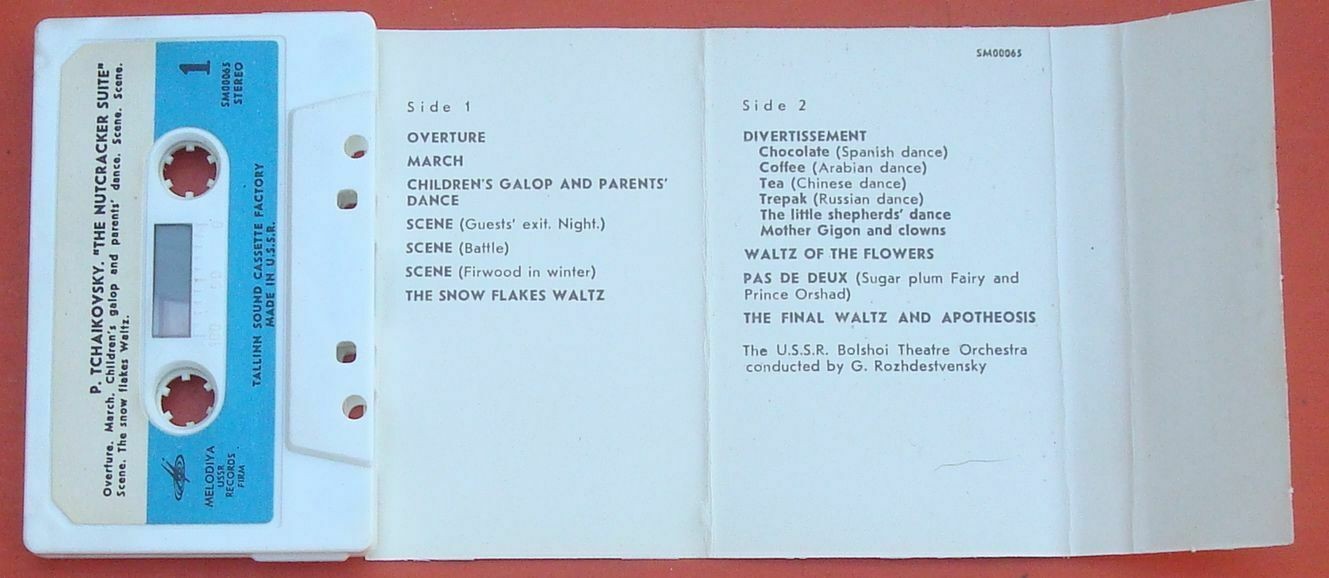 P. TCHAIKOVSKY. "THE NUTCRACKER SUITE"
Overture. March. Children's galop and parents' dance. Scene. Scene.
Scene. The snow flakes Waltz.
1
SM00065
STEREO
TALLINN SOUND CASSETTE FACTORY
MADE IN U.S.S.R.
MELODIYA
USSR
RECORDS
FIRM
Side 1
OVERTURE
MARCH
CHILDREN'S GALOP AND PARENTS'
DANCE
SCENE (Guests' exit. Night.)
SCENE (Battle)
SCENE (Firwood in winter)
THE SNOW FLAKES WALTZ
SM00065
Side 2
DIVERTISSEMENT
Chocolate (Spanish dance)
Coffee (Arabian dance)
Tea (Chinese dance)
Trepak (Russian dance)
The little shepherds' dance
Mother Gigon and clowns
WALTZ OF THE FLOWERS
PAS DE DEUX (Sugar plum Fairy and
Prince Orshad)
THE FINAL WALTZ AND APOTHEOSIS
The U.S.S.R. Bolshoi Theatre Orchestra
conducted by G. Rozhdestvensky